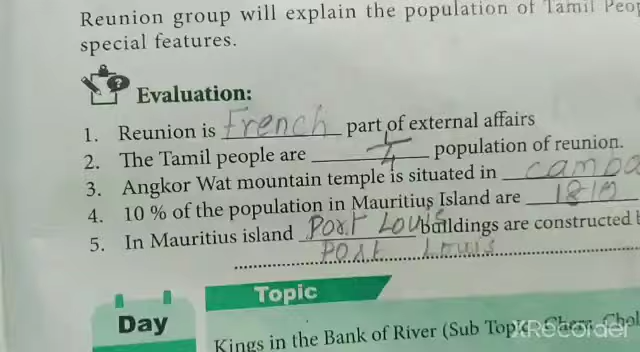 Reunion group will explain the population of Tamil
special features.
Evaluation:
1. Reunion is French part of external affairs
2. The Tamil people are 1/4 population of reunion.
3. Angkor Wat mountain temple is situated in
4. 10 % of the population in Mauritius Island are
5. In Mauritius island Port Louis buildings are constructed
Port Louis
Topic
Day
Kings in the Bank of River (Sub Topic
XRecorder